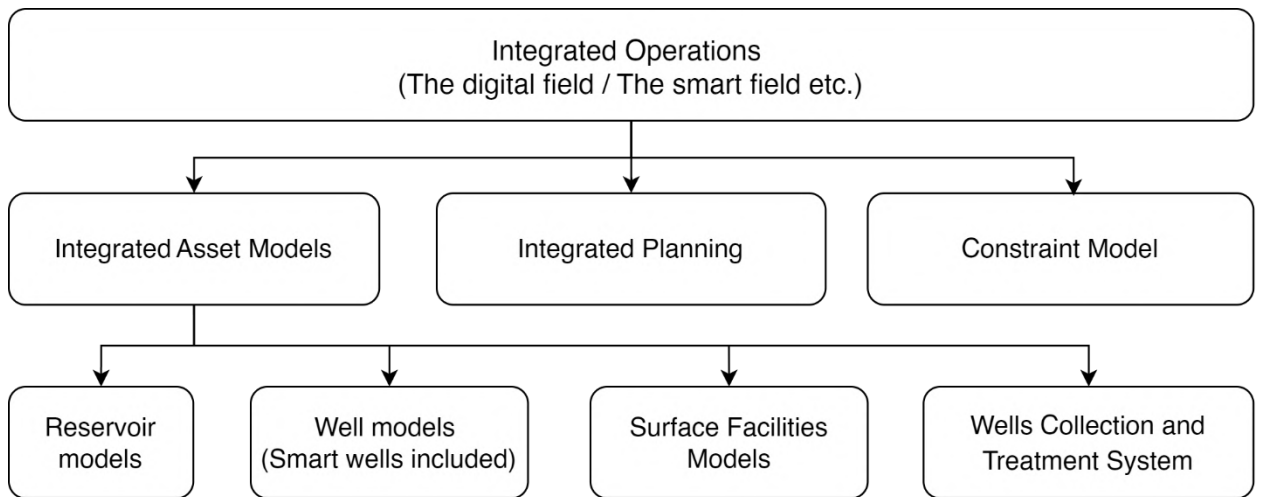 Integrated Operations
(The digital field / The smart field etc.)
Integrated Asset Models
Integrated Planning
Constraint Model
Reservoir
models
Well models
(Smart wells included)
Surface Facilities
Models
Wells Collection and
Treatment System